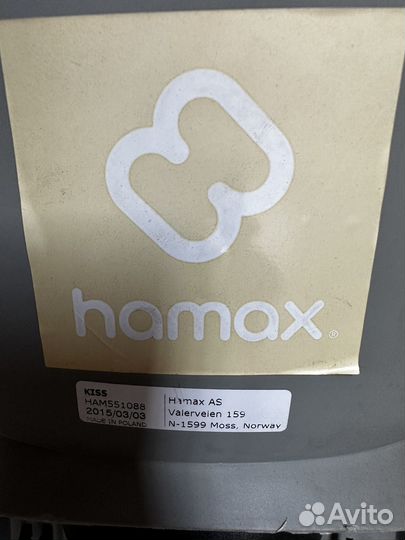 hamax®
KISS
HAM551088
2015/03/03
MADE IN POLAND
Hamax AS
Valerveien 159
N-1599 Moss, Norway
Avito